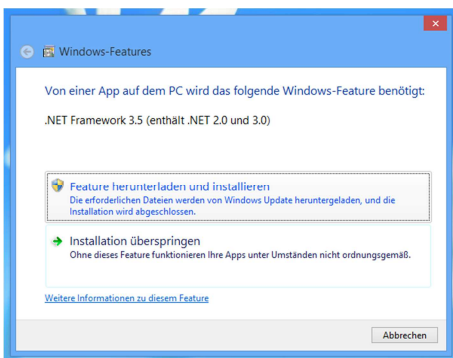 Windows-Features
Von einer App auf dem PC wird das folgende Windows-Feature benötigt:
.NET Framework 3.5 (enthält .NET 2.0 und 3.0)
Feature herunterladen und installieren
Die erforderlichen Dateien werden von Windows Update heruntergeladen, und die
Installation wird abgeschlossen.
Installation überspringen
Ohne dieses Feature funktionieren Ihre Apps unter Umständen nicht ordnungsgemäß.
Weitere Informationen zu diesem Feature
Abbrechen